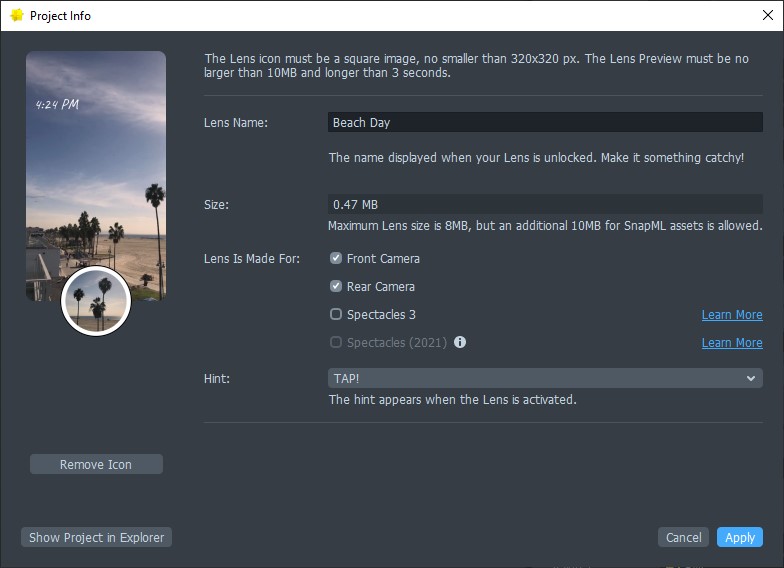 Project Info
The Lens icon must be a square image, no smaller than 320x320 px. The Lens Preview must be no
larger than 10MB and longer than 3 seconds.
4:24 PM
Lens Name:
Beach Day
The name displayed when your Lens is unlocked. Make it something catchy!
Size:
0.47 MB
Maximum Lens size is 8MB, but an additional 10MB for SnapML assets is allowed.
Lens Is Made For:
Front Camera
Rear Camera
Spectacles 3
Learn More
Spectacles (2021)
Learn More
Hint:
TAP!
The hint appears when the Lens is activated.
Remove Icon
Show Project in Explorer
Cancel
Apply